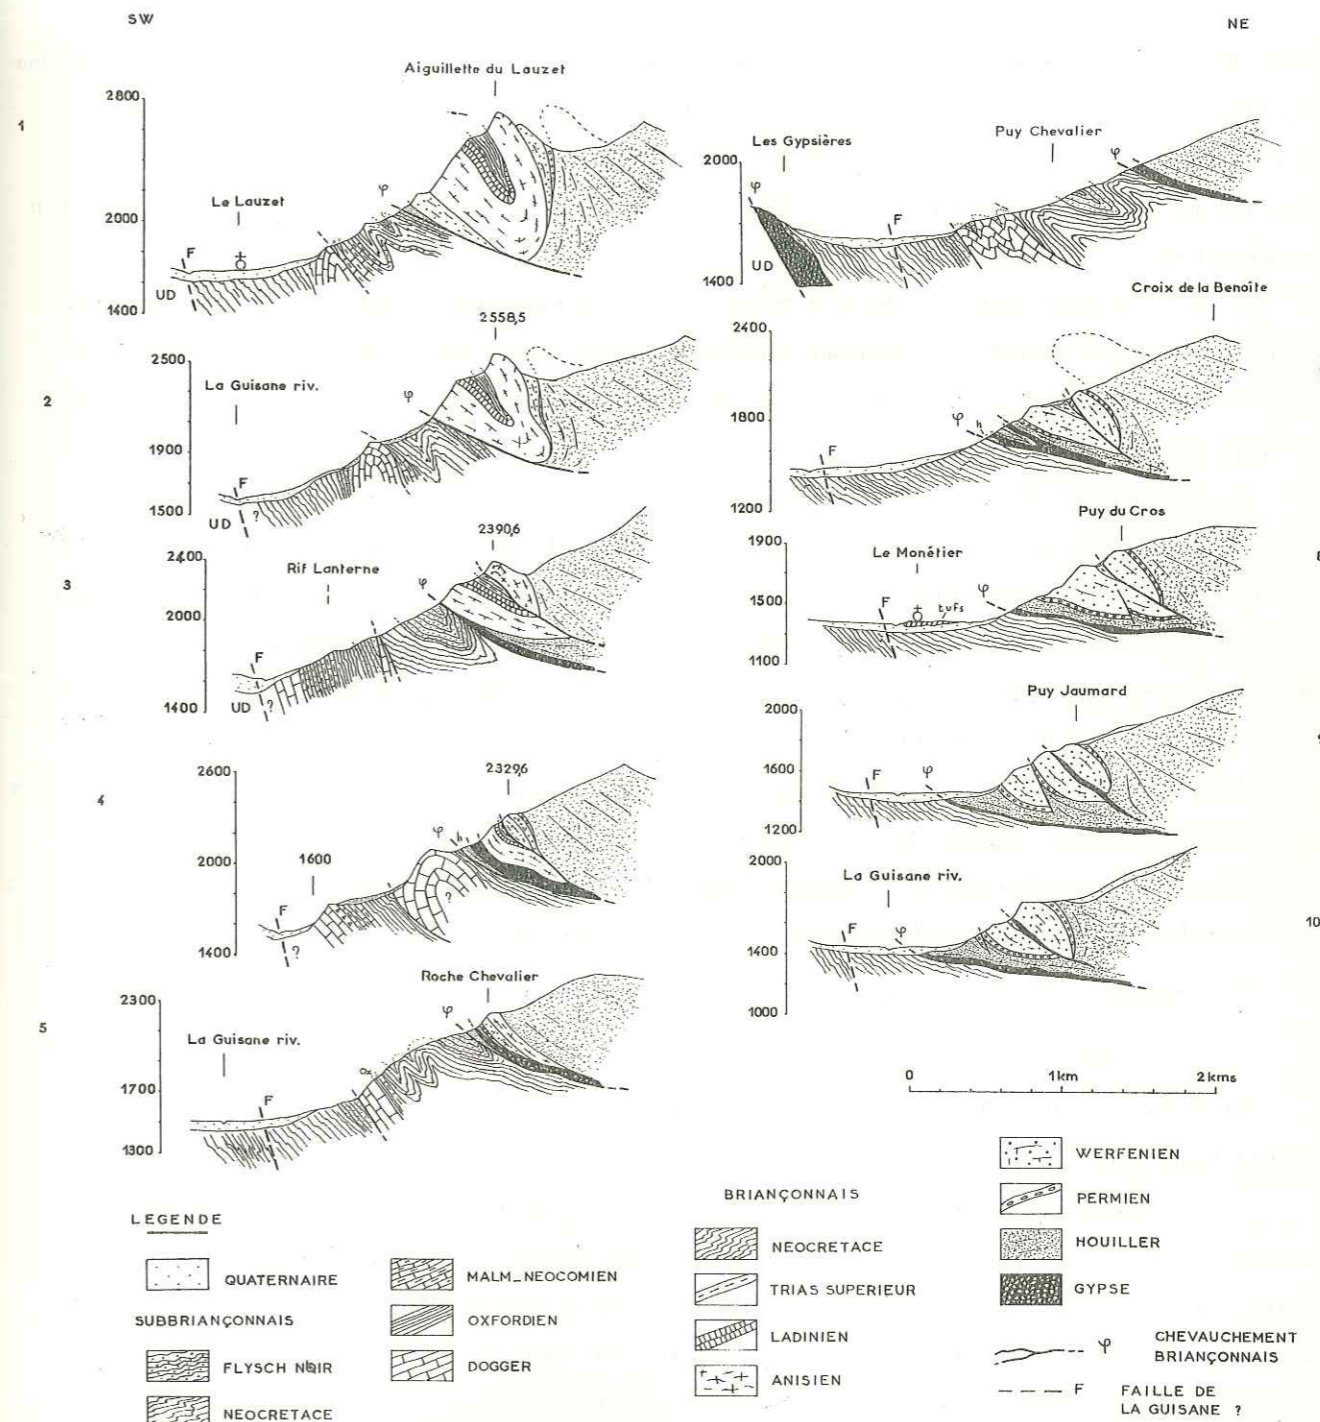 SW
NE
1
Aiguillette du Lauzet
2800
2000
1400
Le Lauzet
F
φ
UD
Les Gypsières
Puy Chevalier
2000
1400
φ
F
φ
UD
2
2558,5
2500
1900
1500
La Guisane riv.
φ
F
?
UD
Croix de la Benoîte
2400
1800
1200
φ
h
F
3
2390,6
2400
2000
1400
Rif Lanterne
φ
F
UD
?
Puy du Cros
1900
1500
1100
Le Monétier
tufs
φ
F
8
4
2329,6
2600
2000
1400
1600
φ
h
F
?
?
Puy Jaumard
2000
1600
1200
F
φ
5
Roche Chevalier
2300
1700
1300
La Guisane riv.
φ
Ox
F
2000
1400
1000
La Guisane riv.
F
φ
10
0 1km 2kms
LEGENDE
QUATERNAIRE
SUBBRIANÇONNAIS
FLYSCH NOIR
NEOCRETACE
MALM_NEOCOMIEN
OXFORDIEN
DOGGER
BRIANÇONNAIS
NEOCRETACE
TRIAS SUPERIEUR
LADINIEN
ANISIEN
WERFENIEN
PERMIEN
HOUILLER
GYPSE
φ CHEVAUCHEMENT
BRIANÇONNAIS
F FAILLE DE
LA GUISANE ?